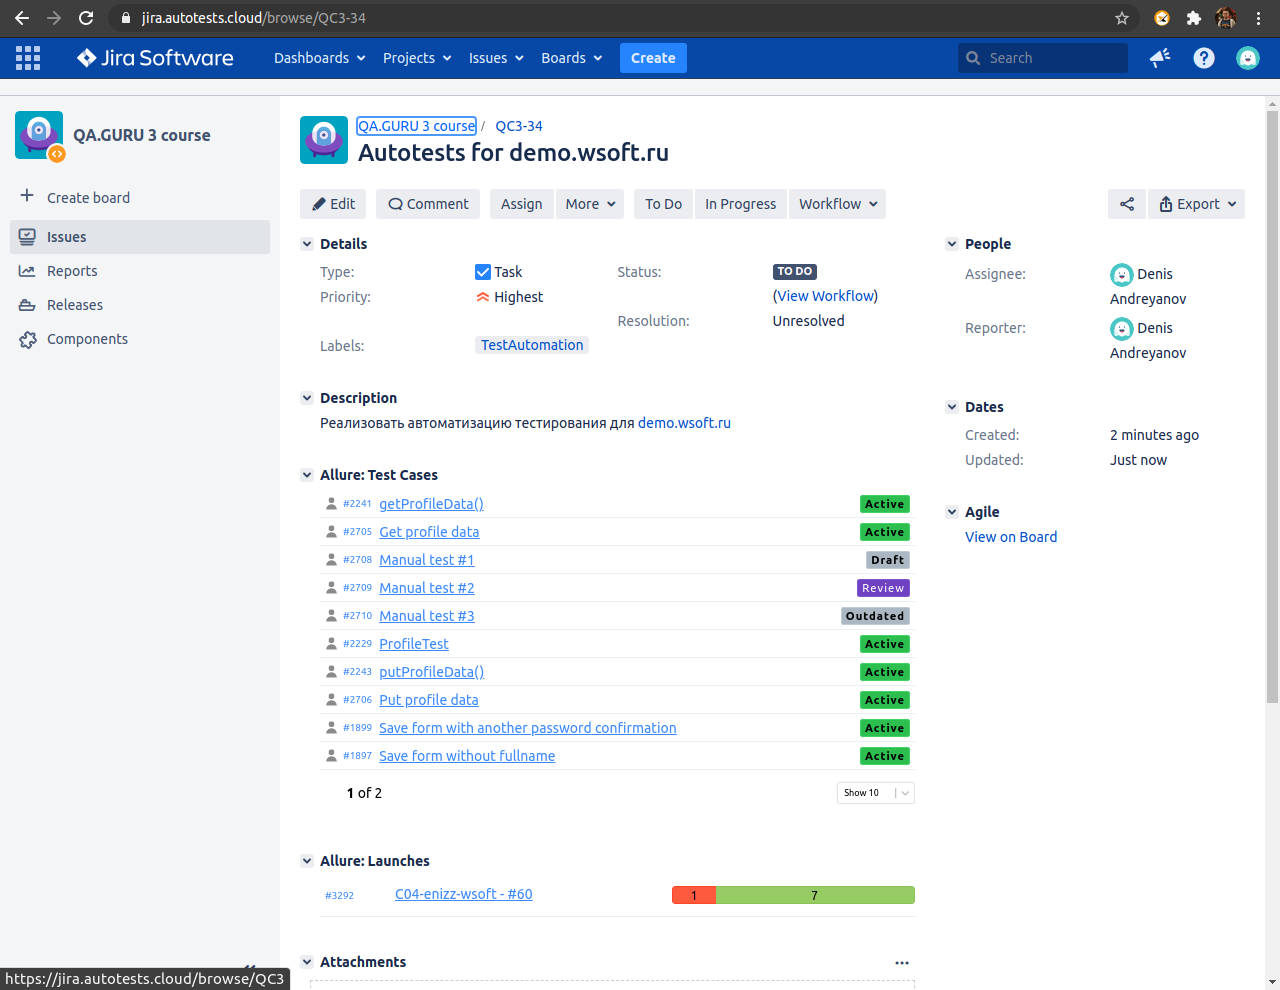 jira.autotests.cloud/browse/QC3-34
Jira Software Dashboards Projects Issues Boards Create Search
QA.GURU 3 course
Create board
Issues
Reports
Releases
Components
QA.GURU 3 course / QC3-34
Autotests for demo.wsoft.ru
Edit Comment Assign More To Do In Progress Workflow Export
Details
Type: Task
Status: TO DO
(View Workflow)
Priority: Highest
Resolution: Unresolved
Labels: TestAutomation
Description
Реализовать автоматизацию тестирования для demo.wsoft.ru
Allure: Test Cases
#2241 getProfileData() Active
#2705 Get profile data Active
#2708 Manual test #1 Draft
#2709 Manual test #2 Review
#2710 Manual test #3 Outdated
#2229 ProfileTest Active
#2243 putProfileData() Active
#2706 Put profile data Active
#1899 Save form with another password confirmation Active
#1897 Save form without fullname Active
1 of 2 Show 10
Allure: Launches
#3292 C04-enizz-wsoft - #60 1 7
Attachments
People
Assignee: Denis
Andreyanov
Reporter: Denis
Andreyanov
Dates
Created: 2 minutes ago
Updated: Just now
Agile
View on Board
https://jira.autotests.cloud/browse/QC3